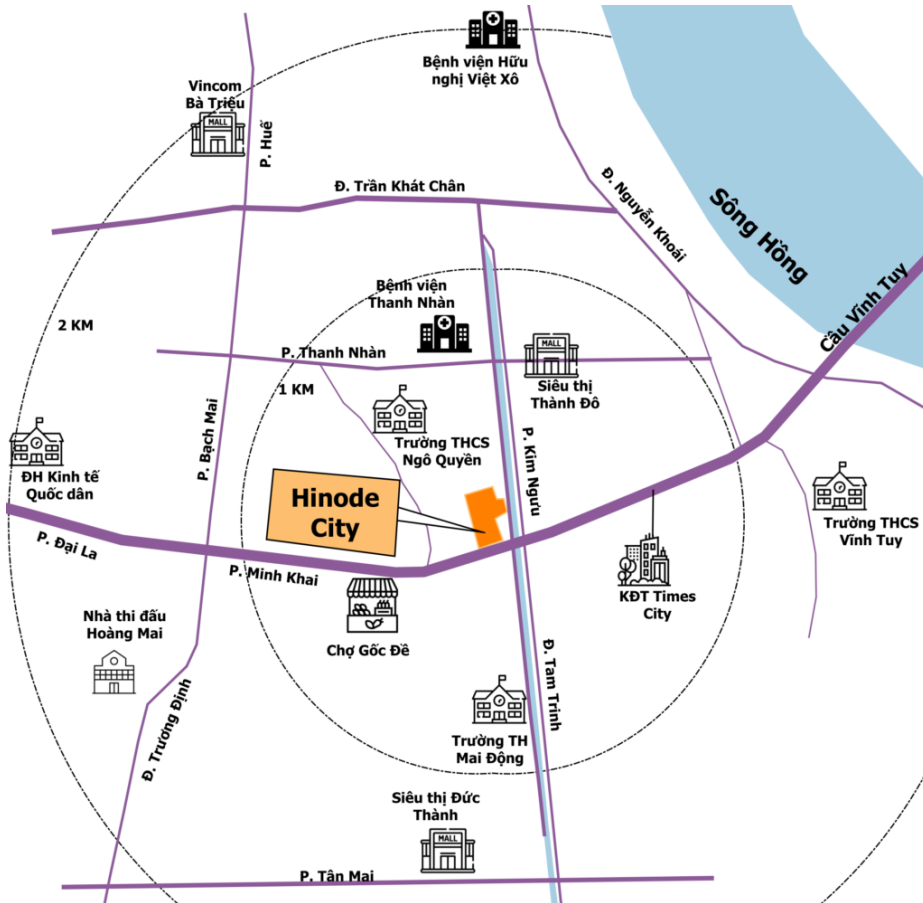 Bệnh viện Hữu
nghị Việt Xô
Vincom
Bà Triệu
MALL
P. Huế
Đ. Trần Khát Chân
Đ. Nguyễn Khoái
Sông Hồng
Cầu Vĩnh Tuy
Bệnh viện
Thanh Nhàn
2 KM
P. Thanh Nhàn
MALL
Siêu thị
Thành Đô
1 KM
P. Bạch Mai
Trường THCS
Ngô Quyền
P. Kim Ngưu
ĐH Kinh tế
Quốc dân
Hinode
City
Trường THCS
Vĩnh Tuy
P. Đại La
P. Minh Khai
KĐT Times
City
Nhà thi đấu
Hoàng Mai
Chợ Gốc Đề
Đ. Tam Trinh
Đ. Trương Định
Trường TH
Mai Động
Siêu thị Đức
Thành
MALL
P. Tân Mai